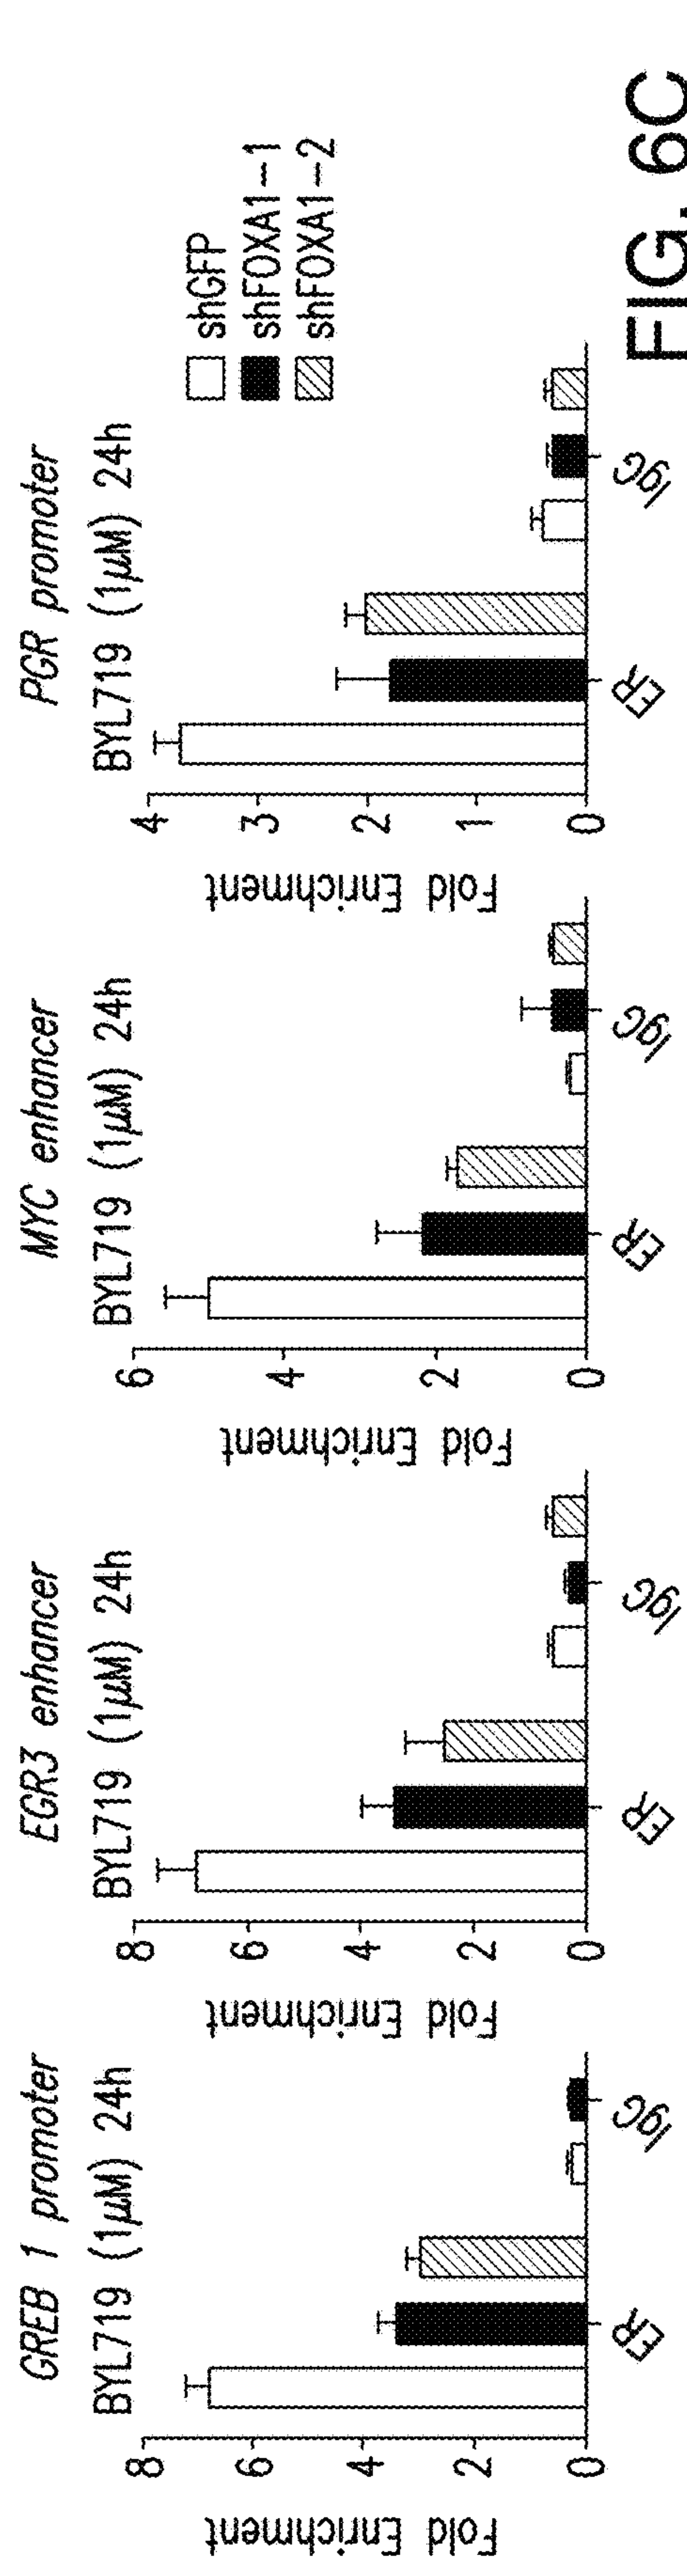 GREB 1 promoter
BYL719 (1μM) 24h
Fold Enrichment
8
6
4
2
0
ER
IgG
EGR3 enhancer
BYL719 (1μM) 24h
Fold Enrichment
8
6
4
2
0
ER
IgG
MYC enhancer
BYL719 (1μM) 24h
Fold Enrichment
6
4
2
0
ER
IgG
PGR promoter
BYL719 (1μM) 24h
Fold Enrichment
4
3
2
1
0
ER
IgG
shGFP
shFOXA1-1
shFOXA1-2
FIG. 6C